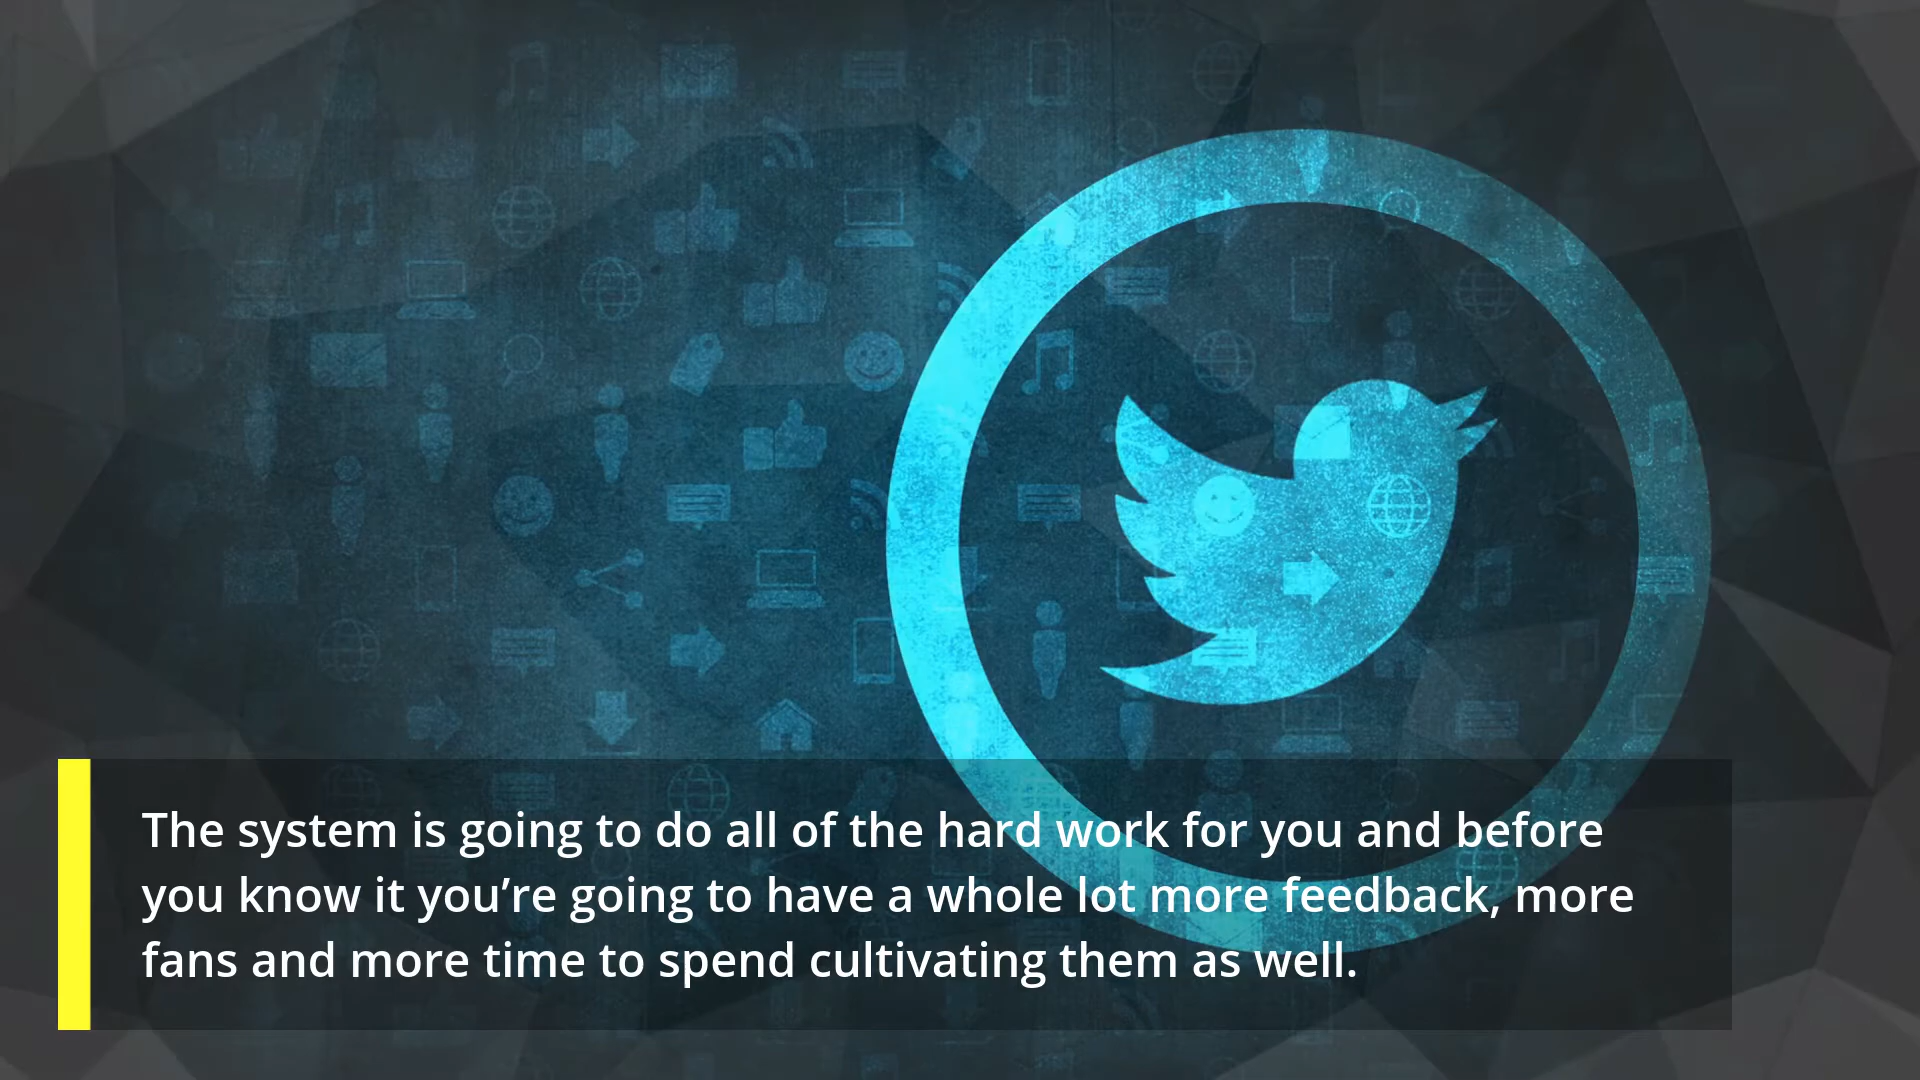 The system is going to do all of the hard work for you and before
you know it you’re going to have a whole lot more feedback, more
fans and more time to spend cultivating them as well.